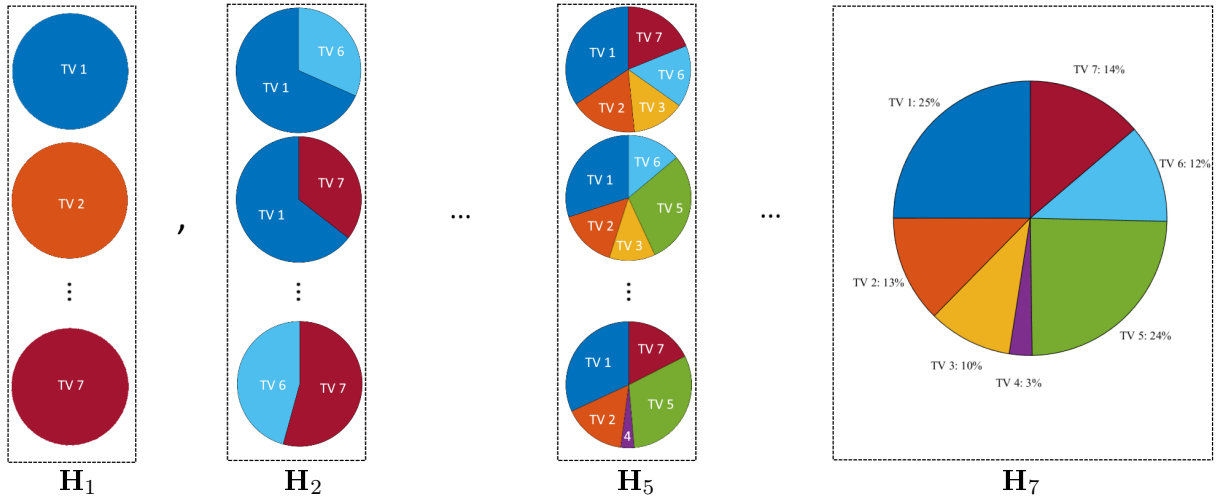 TV 1
TV 2
⋮
TV 7
H₁
,
TV 6
TV 1
TV 7
TV 1
⋮
TV 6
TV 7
H₂
...
TV 7
TV 1
TV 6
TV 2
TV 3
TV 6
TV 1
TV 5
TV 2
TV 3
⋮
TV 7
TV 1
TV 5
TV 2
4
H₅
...
TV 7: 14%
TV 1: 25%
TV 6: 12%
TV 2: 13%
TV 5: 24%
TV 3: 10%
TV 4: 3%
H₇